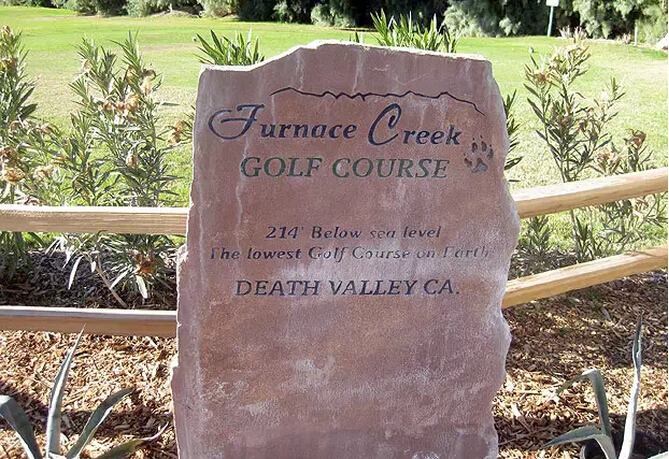 Furnace Creek
GOLF COURSE
214' Below sea level
The lowest Golf Course on Earth
DEATH VALLEY CA.